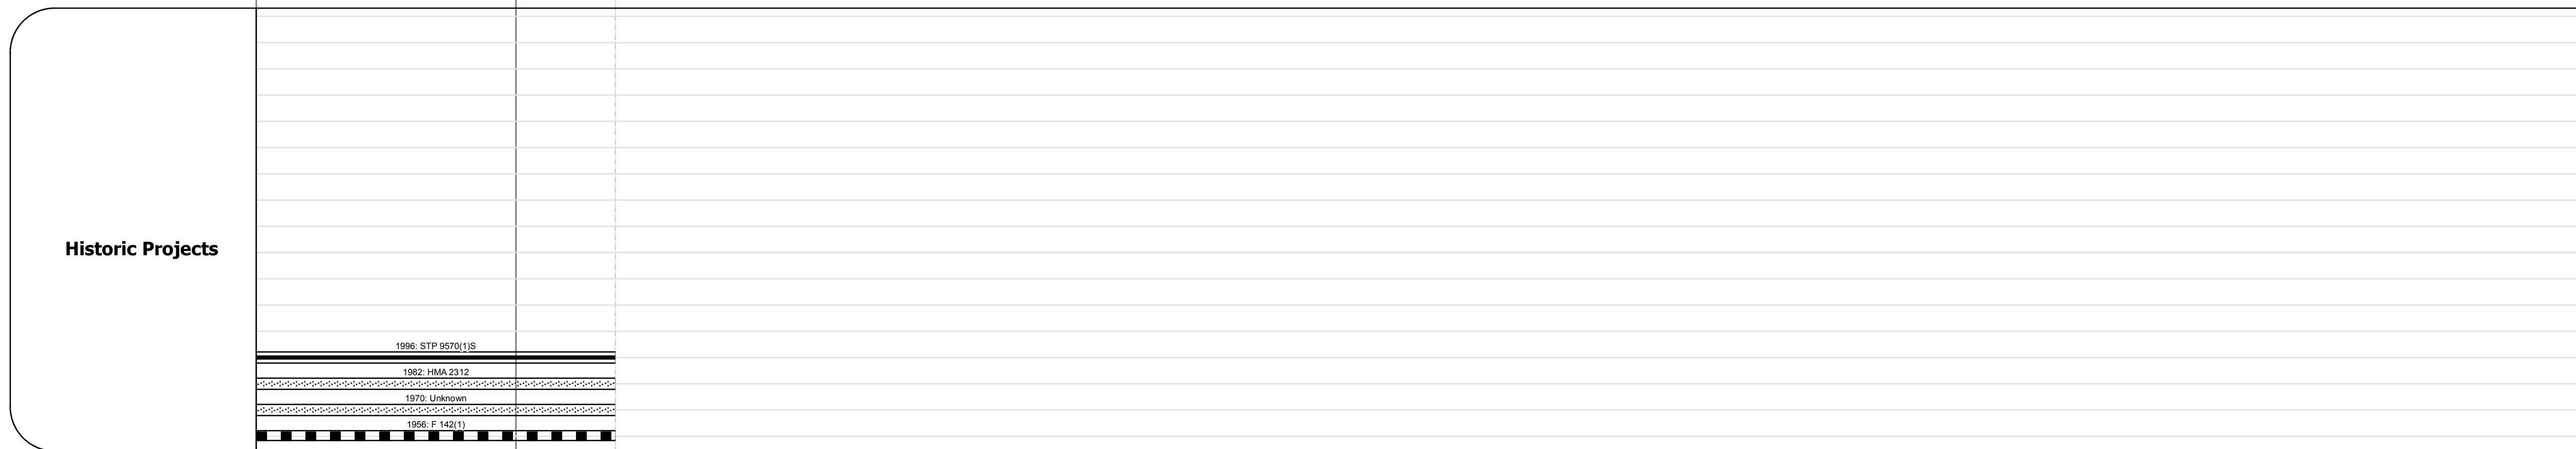 Historic Projects
1996: STP 9570(1)S
1982: HMA 2312
1970: Unknown
1956: F 142(1)